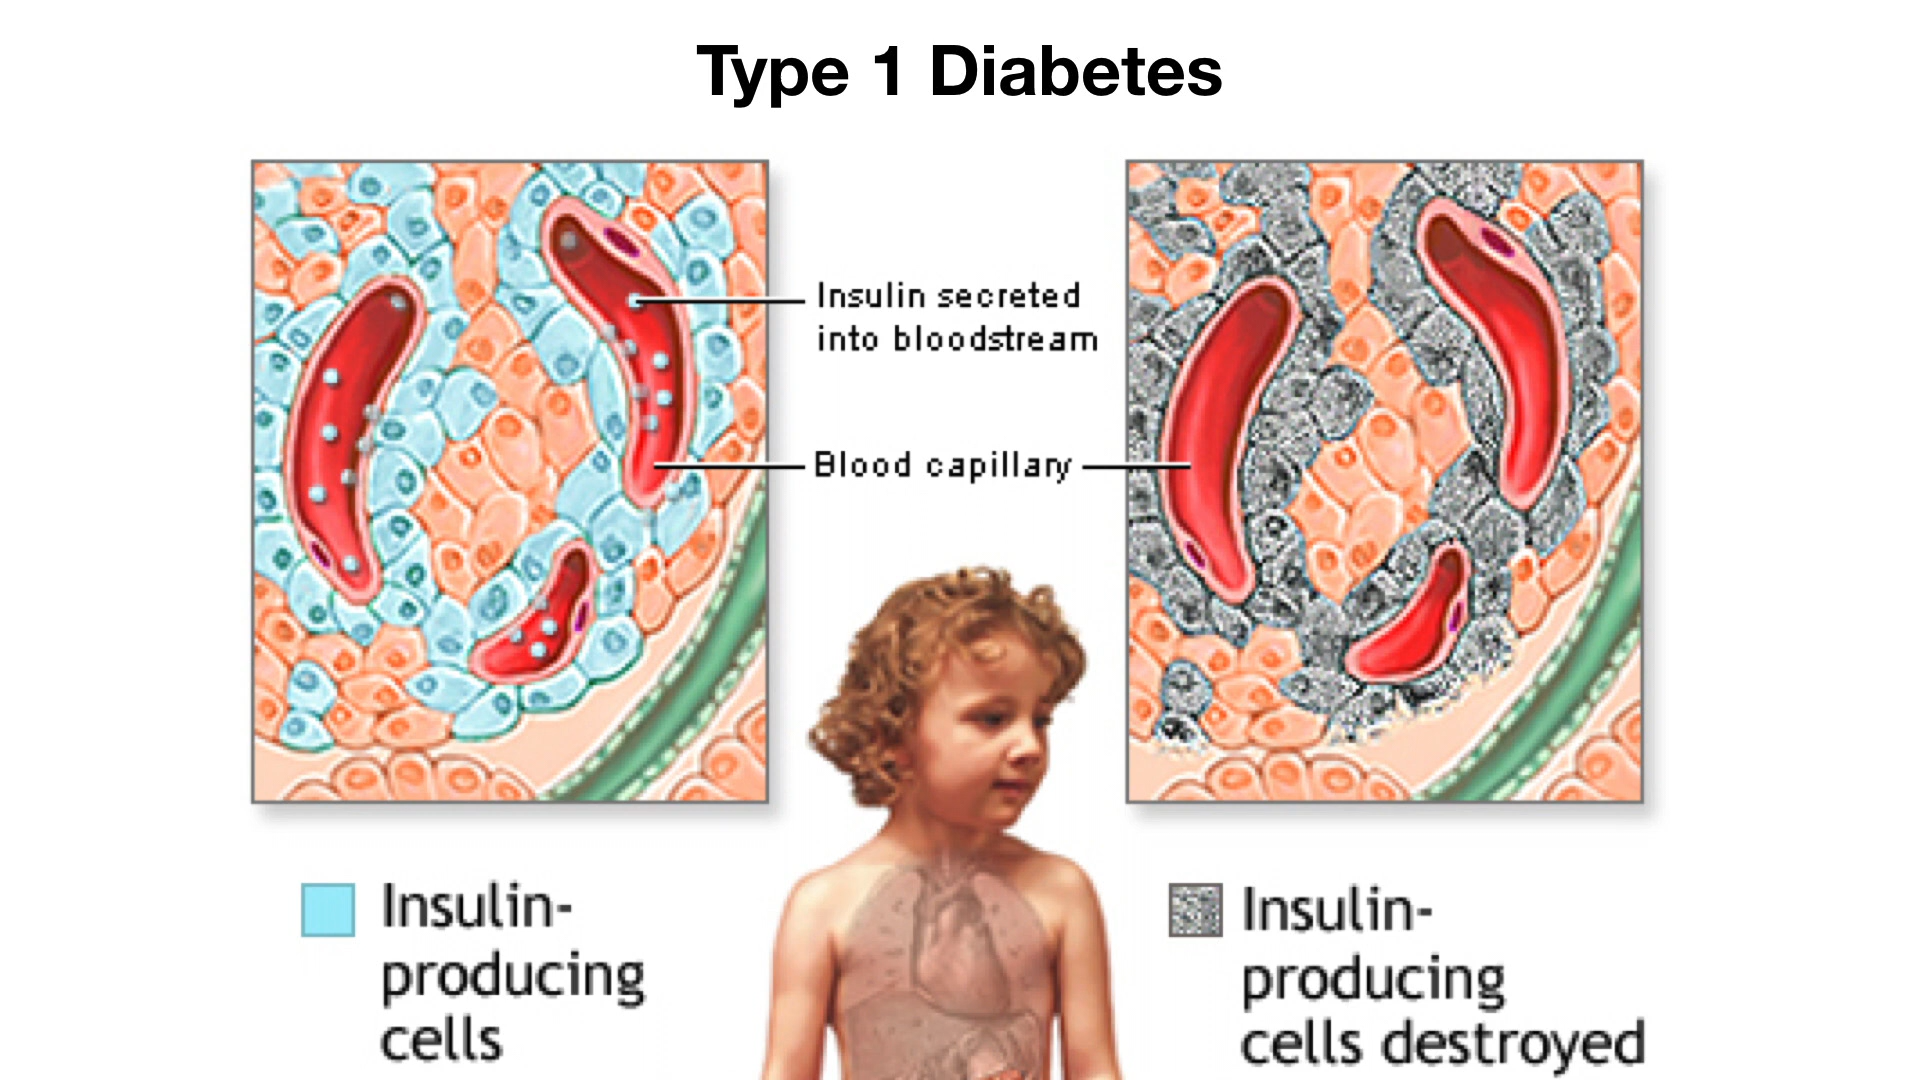 Type 1 Diabetes
Insulin secreted
into bloodstream
Blood capillary
Insulin-
producing
cells
Insulin-
producing
cells destroyed